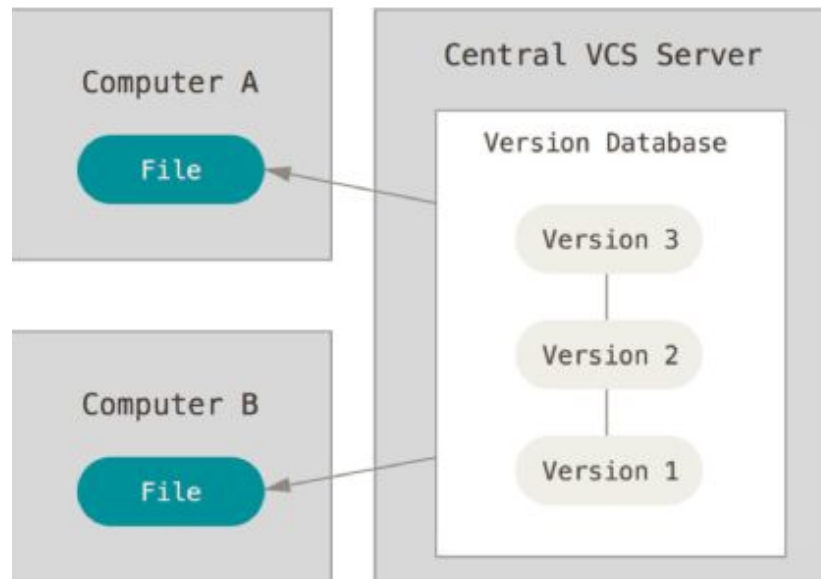 Computer A
File
Computer B
File
Central VCS Server
Version Database
Version 3
Version 2
Version 1